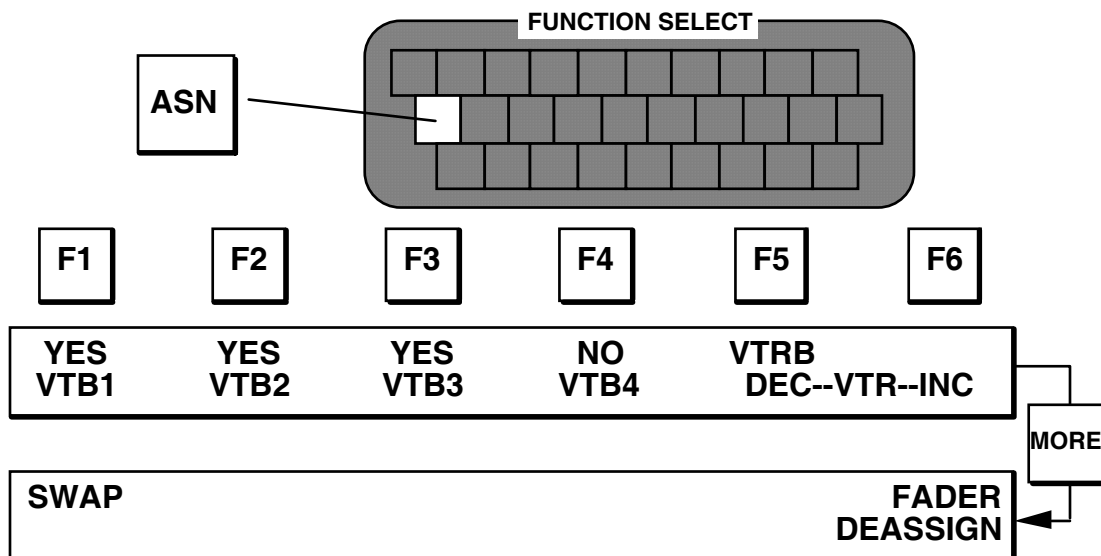 FUNCTION SELECT
ASN
F1 F2 F3 F4 F5 F6
YES YES YES NO VTRB
VTB1 VTB2 VTB3 VTB4 DEC--VTR--INC
MORE
SWAP FADER
DEASSIGN